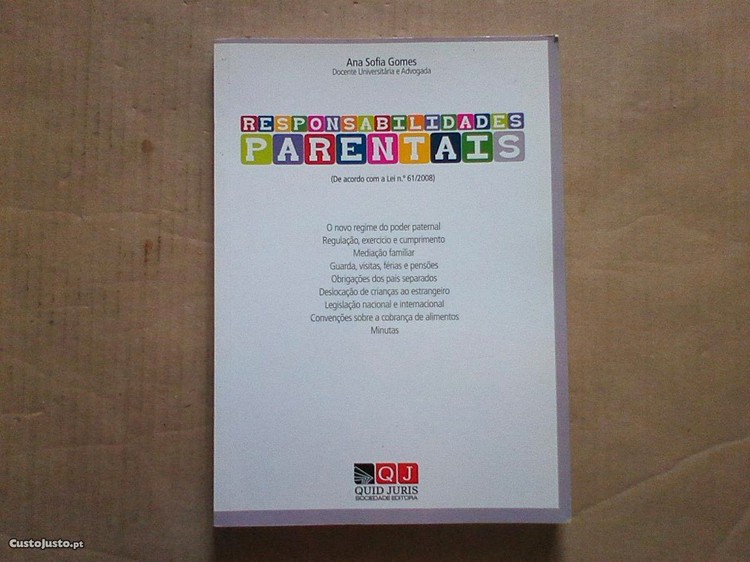 Ana Sofia Gomes
Docente Universitária e Advogada
RESPONSABILIDADES
PARENTAIS
(De acordo com a Lei n.º 61/2008)
O novo regime do poder paternal
Regulação, exercício e cumprimento
Mediação familiar
Guarda, visitas, férias e pensões
Obrigações dos pais separados
Deslocação de crianças ao estrangeiro
Legislação nacional e internacional
Convenções sobre a cobrança de alimentos
Minutas
QJ
QUID JURIS
SOCIEDADE EDITORA
CustoJusto.pt